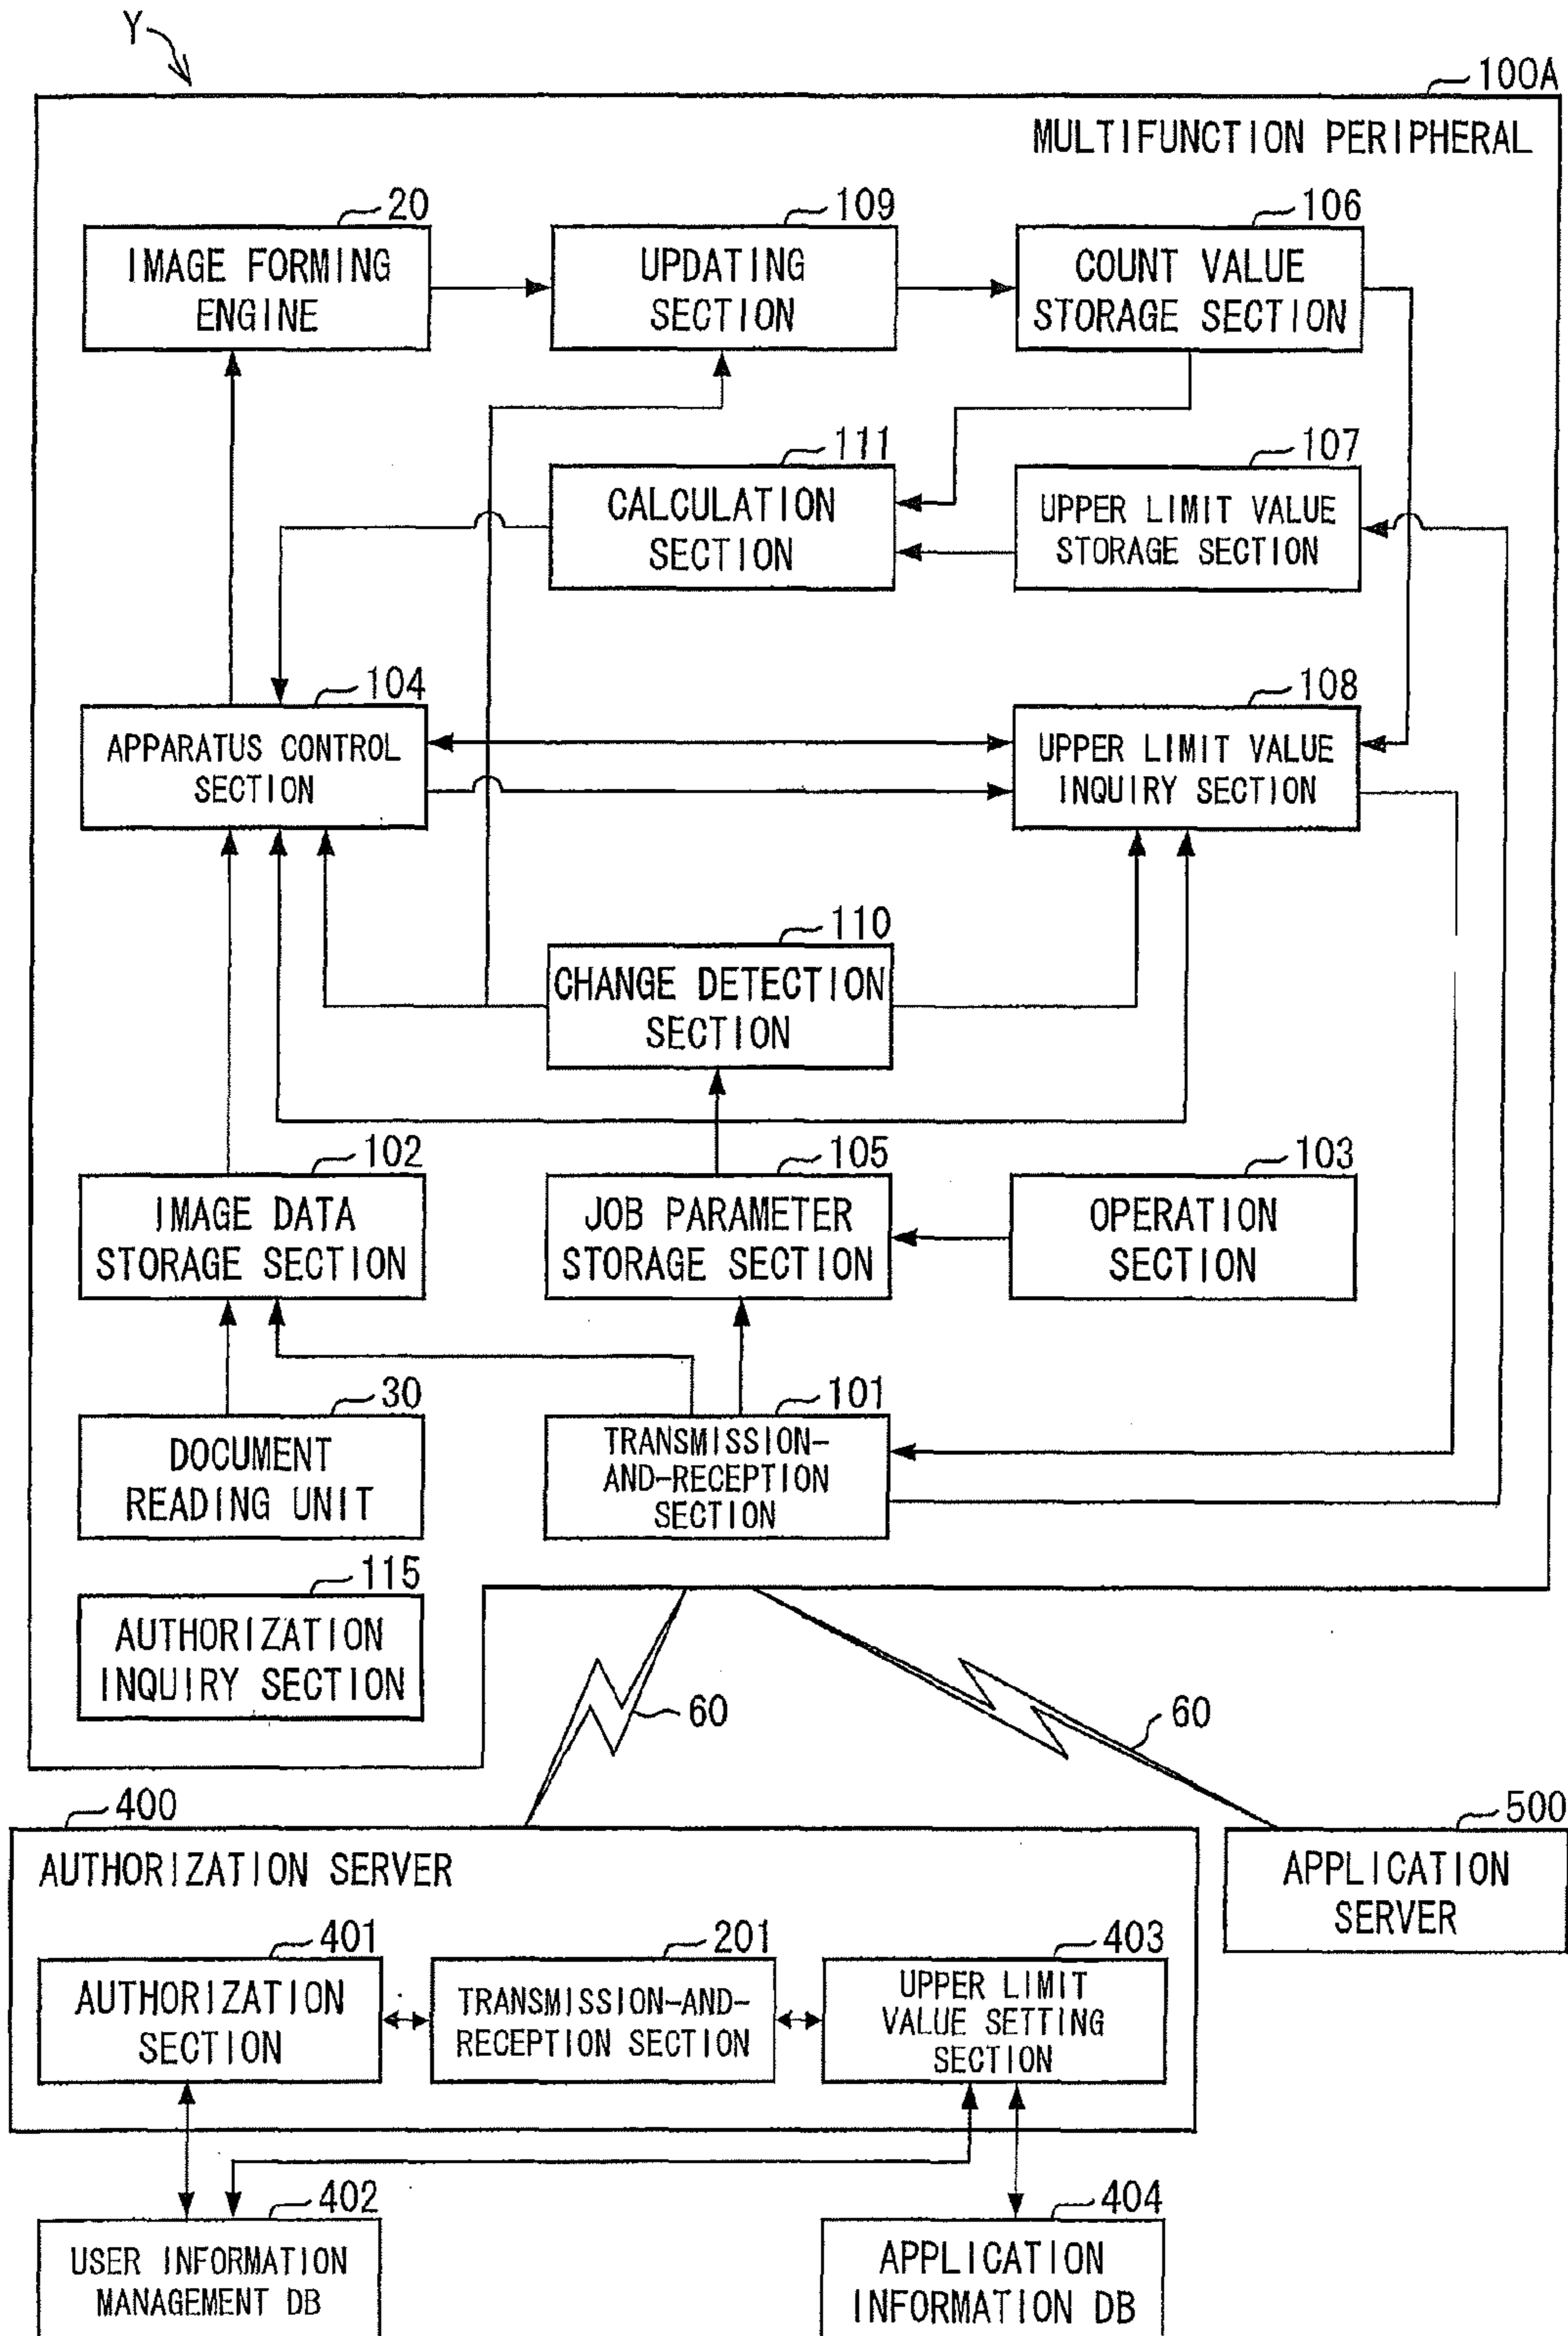 Y
100A
MULTIFUNCTION PERIPHERAL
20
109
106
IMAGE FORMING
ENGINE
UPDATING
SECTION
COUNT VALUE
STORAGE SECTION
111
107
CALCULATION
SECTION
UPPER LIMIT VALUE
STORAGE SECTION
104
108
APPARATUS CONTROL
SECTION
UPPER LIMIT VALUE
INQUIRY SECTION
110
CHANGE DETECTION
SECTION
102
105
103
IMAGE DATA
STORAGE SECTION
JOB PARAMETER
STORAGE SECTION
OPERATION
SECTION
30
101
DOCUMENT
READING UNIT
TRANSMISSION-
AND-RECEPTION
SECTION
115
AUTHORIZATION
INQUIRY SECTION
60
60
400
500
AUTHORIZATION SERVER
APPLICATION
SERVER
401
201
403
AUTHORIZATION
SECTION
TRANSMISSION-AND-
RECEPTION SECTION
UPPER LIMIT
VALUE SETTING
SECTION
402
404
USER INFORMATION
MANAGEMENT DB
APPLICATION
INFORMATION DB